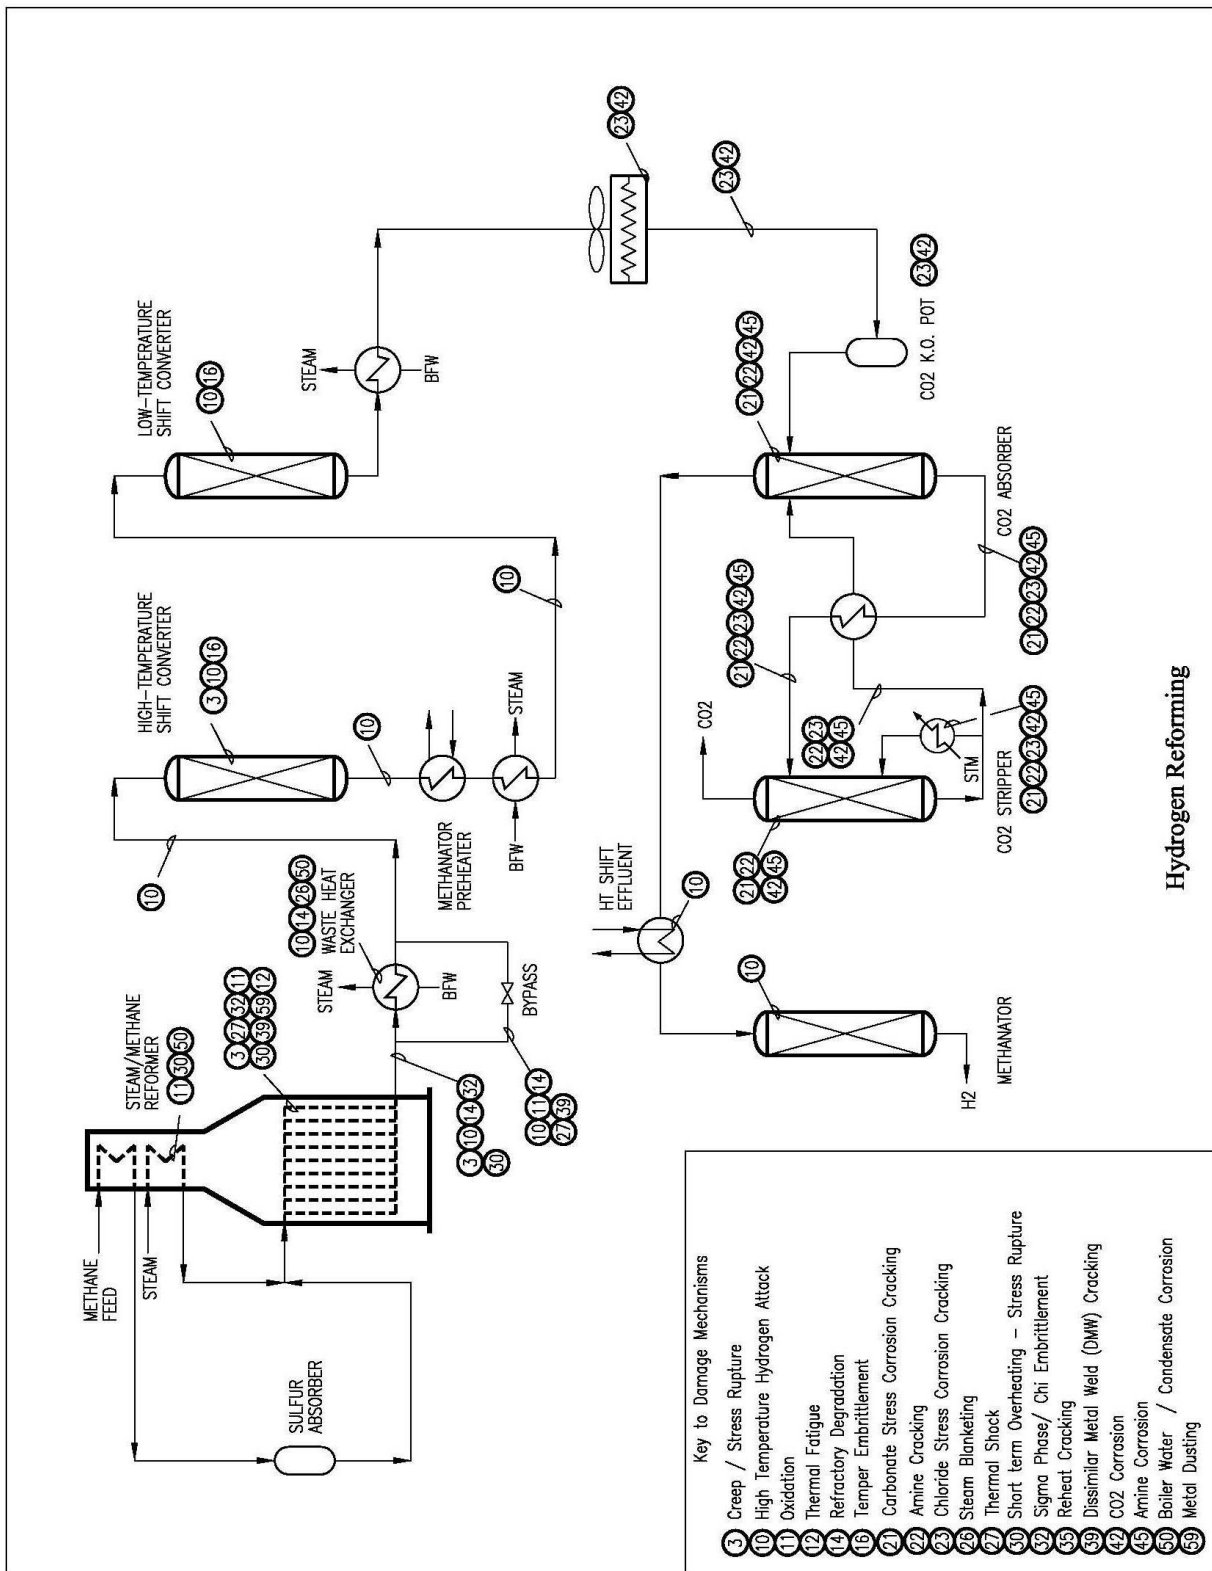 METHANE
FEED
STEAM
SULFUR
ABSORBER
STEAM/METHANE
REFORMER
11 30 50
3 27 32 11
30 39 59 12
3 10 14 32
30
10 11 14
27 39
BYPASS
STEAM
BFW
10 14 26 50
WASTE HEAT
EXCHANGER
10
HIGH-TEMPERATURE
SHIFT CONVERTER
3 10 16
10
METHANATOR
PREHEATER
BFW
STEAM
10
LOW-TEMPERATURE
SHIFT CONVERTER
10 16
STEAM
BFW
23 42
23 42
CO2 K.O. POT
23 42
21 22 42 45
CO2 ABSORBER
21 22 23 42 45
21 22 23 42 45
22 23
42 45
CO2
STM
CO2 STRIPPER
21 22 23 42 45
21 22
42 45
HT SHIFT
EFFLUENT
10
10
METHANATOR
H2
Key to Damage Mechanisms
3 Creep / Stress Rupture
10 High Temperature Hydrogen Attack
11 Oxidation
12 Thermal Fatigue
14 Refractory Degradation
16 Temper Embrittlement
21 Carbonate Stress Corrosion Cracking
22 Amine Cracking
23 Chloride Stress Corrosion Cracking
26 Steam Blanketing
27 Thermal Shock
30 Short term Overheating – Stress Rupture
32 Sigma Phase/ Chi Embrittlement
35 Reheat Cracking
39 Dissimilar Metal Weld (DMW) Cracking
42 CO2 Corrosion
45 Amine Corrosion
50 Boiler Water / Condensate Corrosion
59 Metal Dusting
Hydrogen Reforming